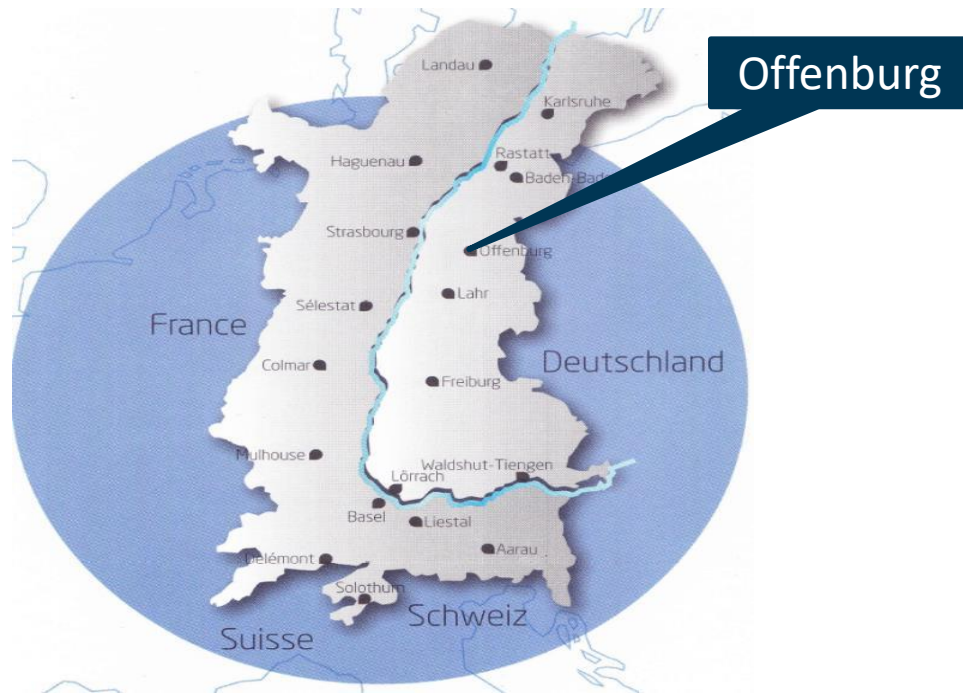 Offenburg
Landau
Karlsruhe
Haguenau
Rastatt
Baden-Bade
Strasbourg
Offenburg
Lahr
Sélestat
France
Deutschland
Colmar
Freiburg
Mulhouse
Waldshut-Tiengen
Lörrach
Basel
Liestal
Aarau
Delémont
Solothurn
Schweiz
Suisse